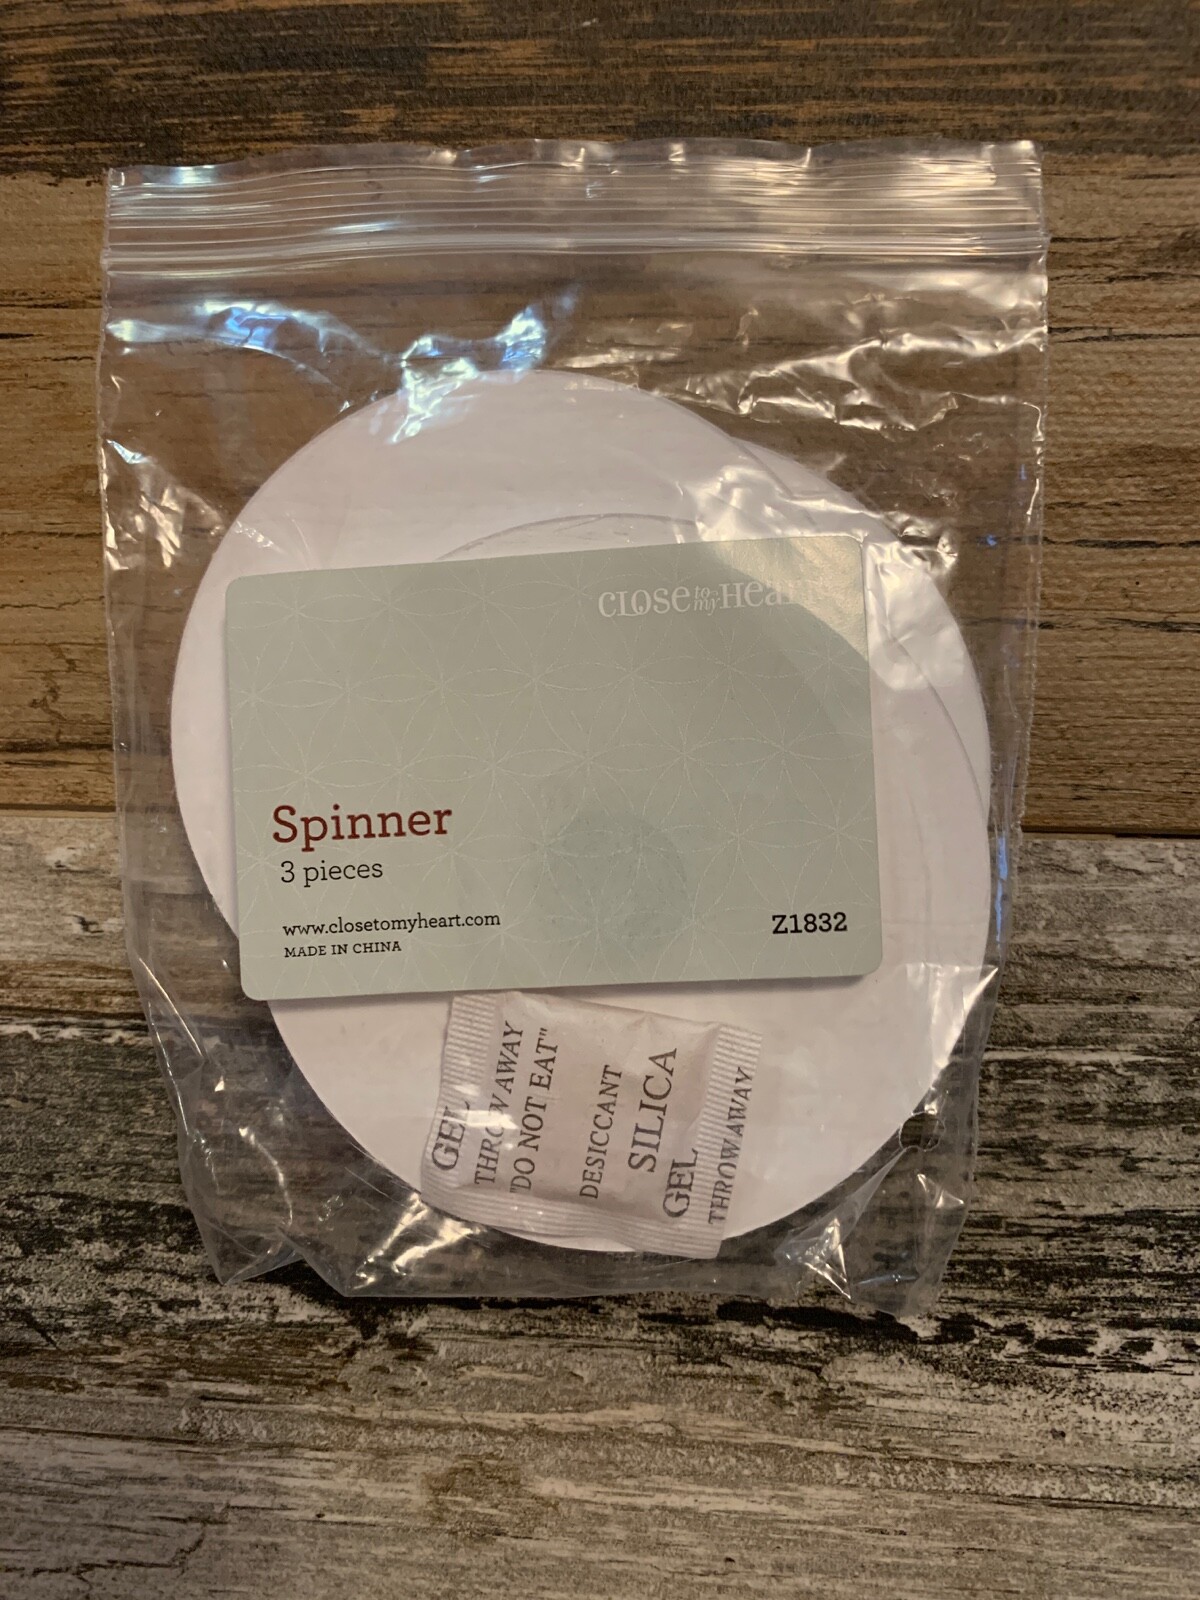 CLOSE to my HEART
Spinner
3 pieces
www.closetomyheart.com
MADE IN CHINA
Z1832
GEL
THROW AWAY
"DO NOT EAT"
DESICCANT
SILICA
GEL
THROW AWAY